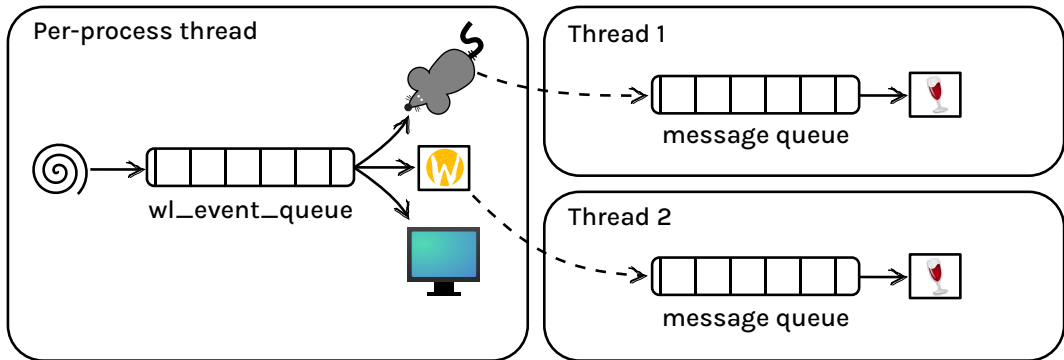 Per-process thread
wl_event_queue
W
Thread 1
message queue
Thread 2
message queue